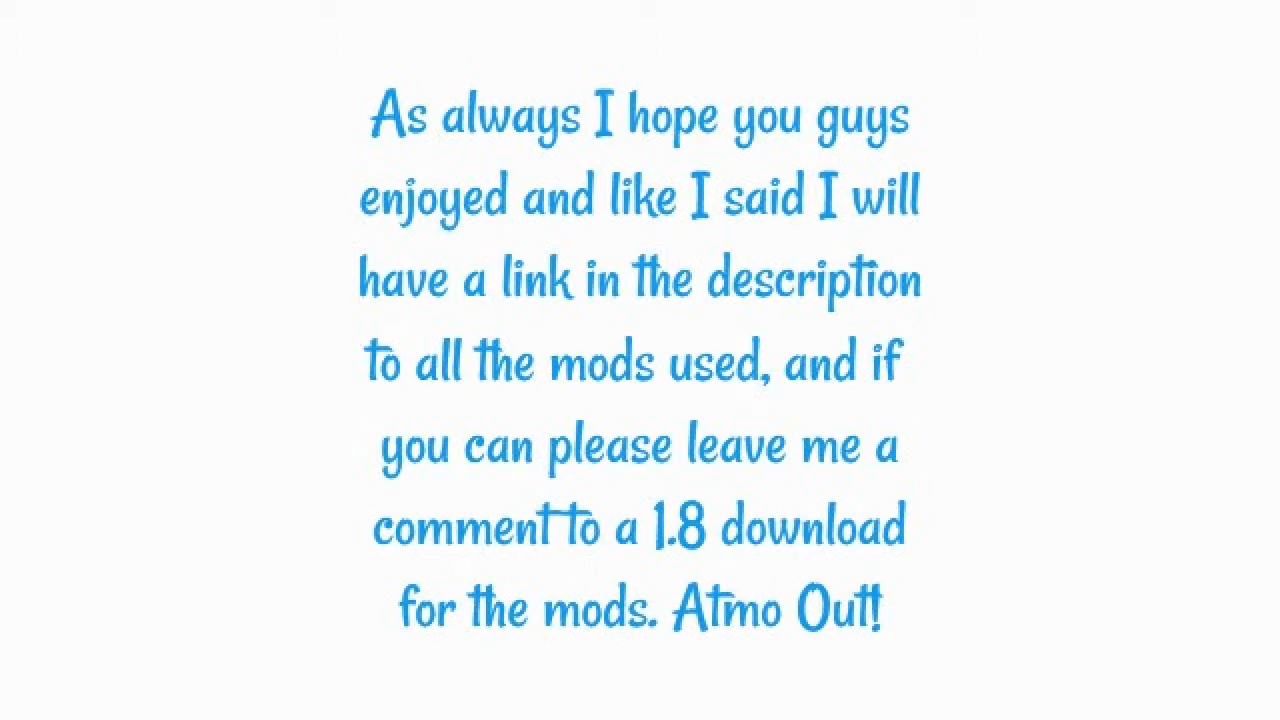 As always I hope you guys
enjoyed and like I said I will
have a link in the description
to all the mods used, and if
you can please leave me a
comment to a 1.8 download
for the mods. Atmo Out!